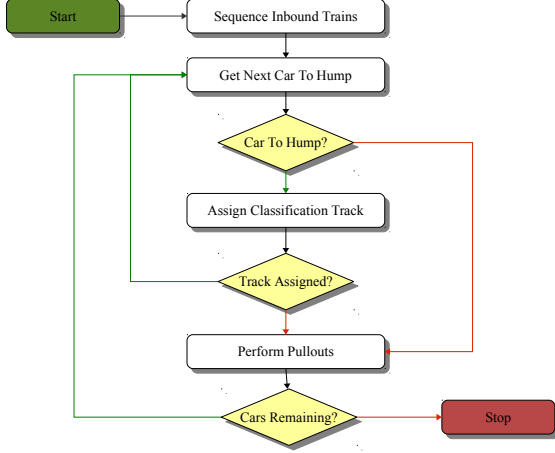 Start
Sequence Inbound Trains
Get Next Car To Hump
Car To Hump?
Assign Classification Track
Track Assigned?
Perform Pullouts
Cars Remaining?
Stop